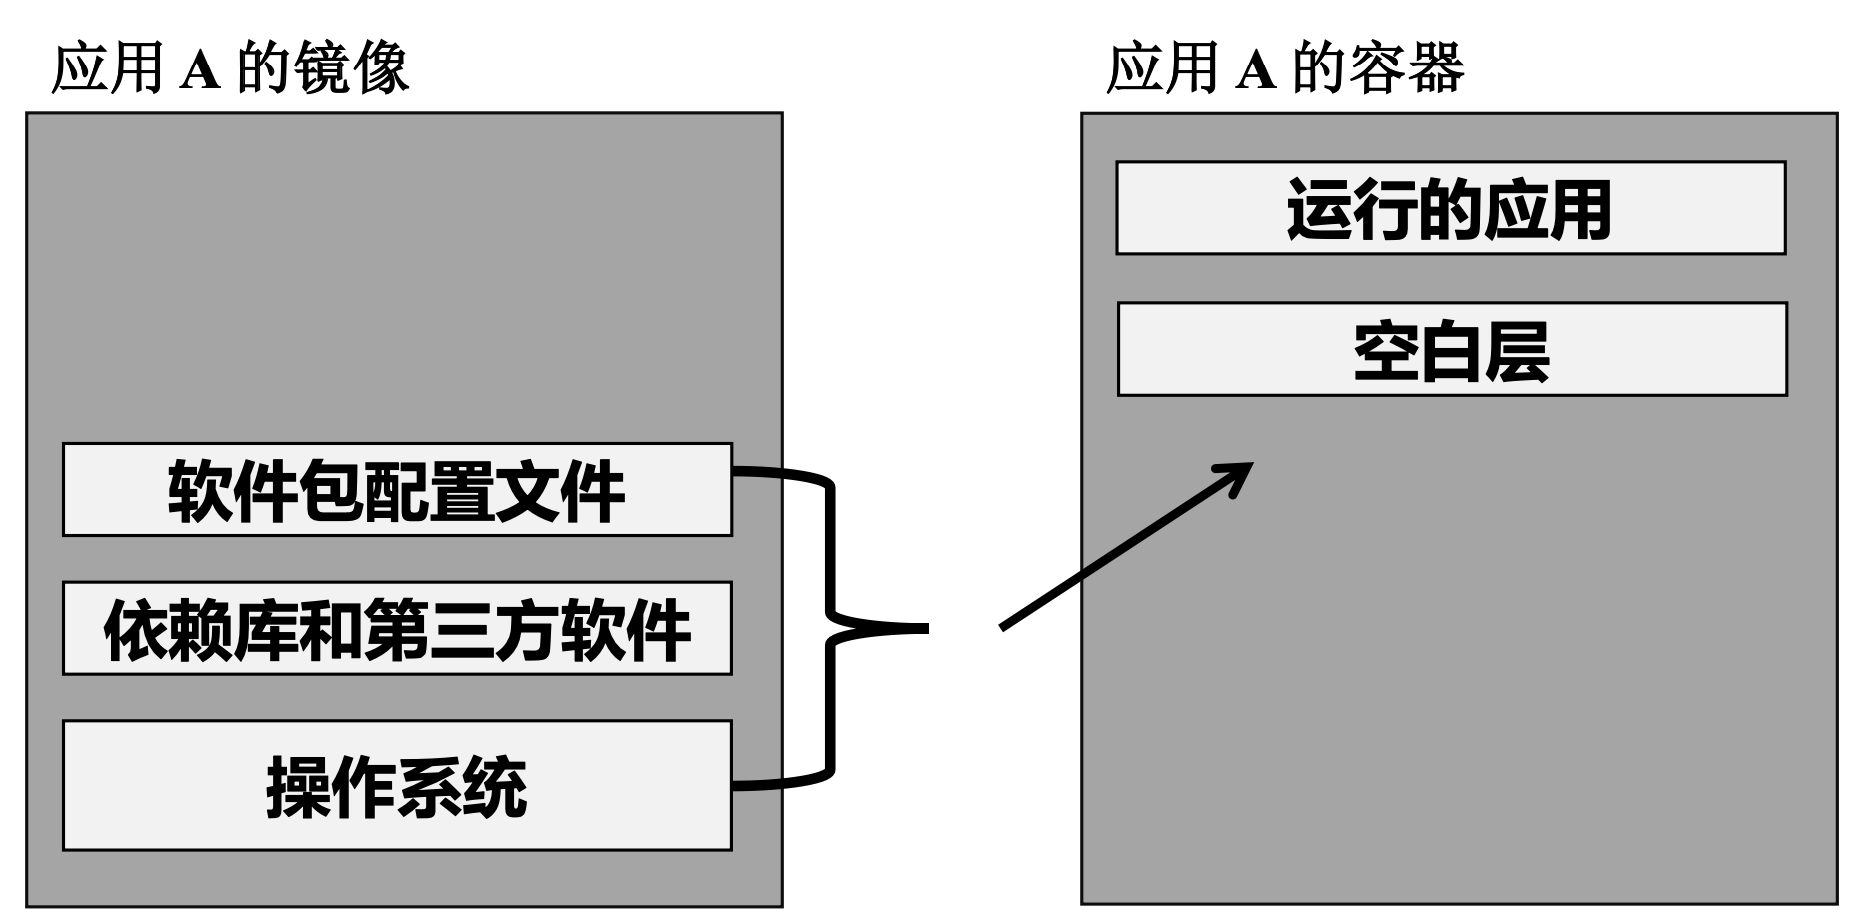 应用 A 的镜像
软件包配置文件
依赖库和第三方软件
操作系统
应用 A 的容器
运行的应用
空白层